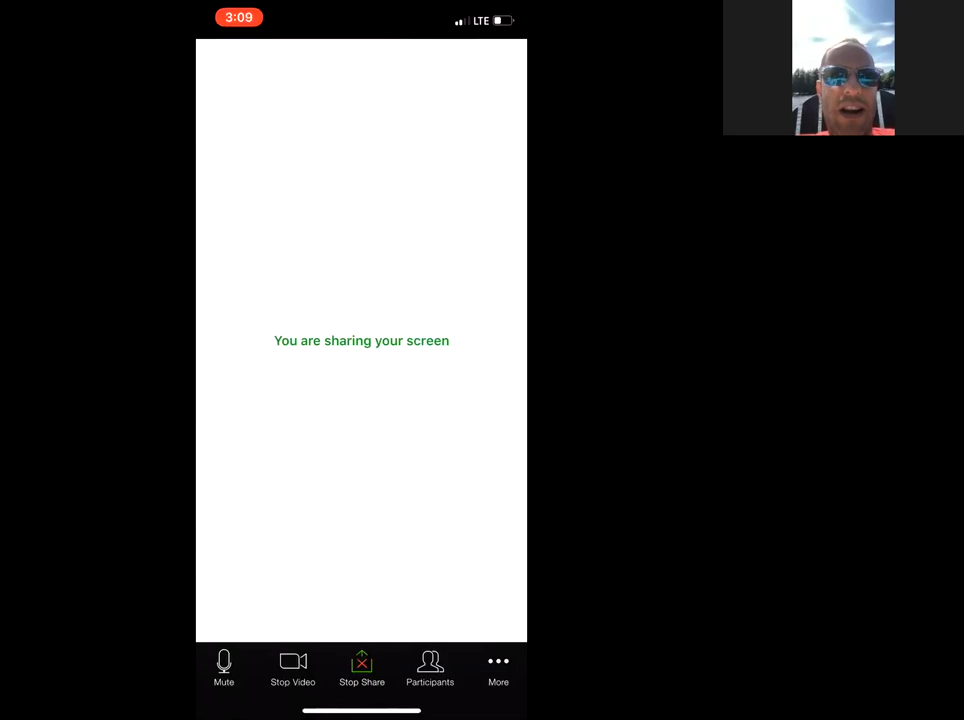 3:09
LTE
You are sharing your screen
Mute
Stop Video
Stop Share
Participants
More